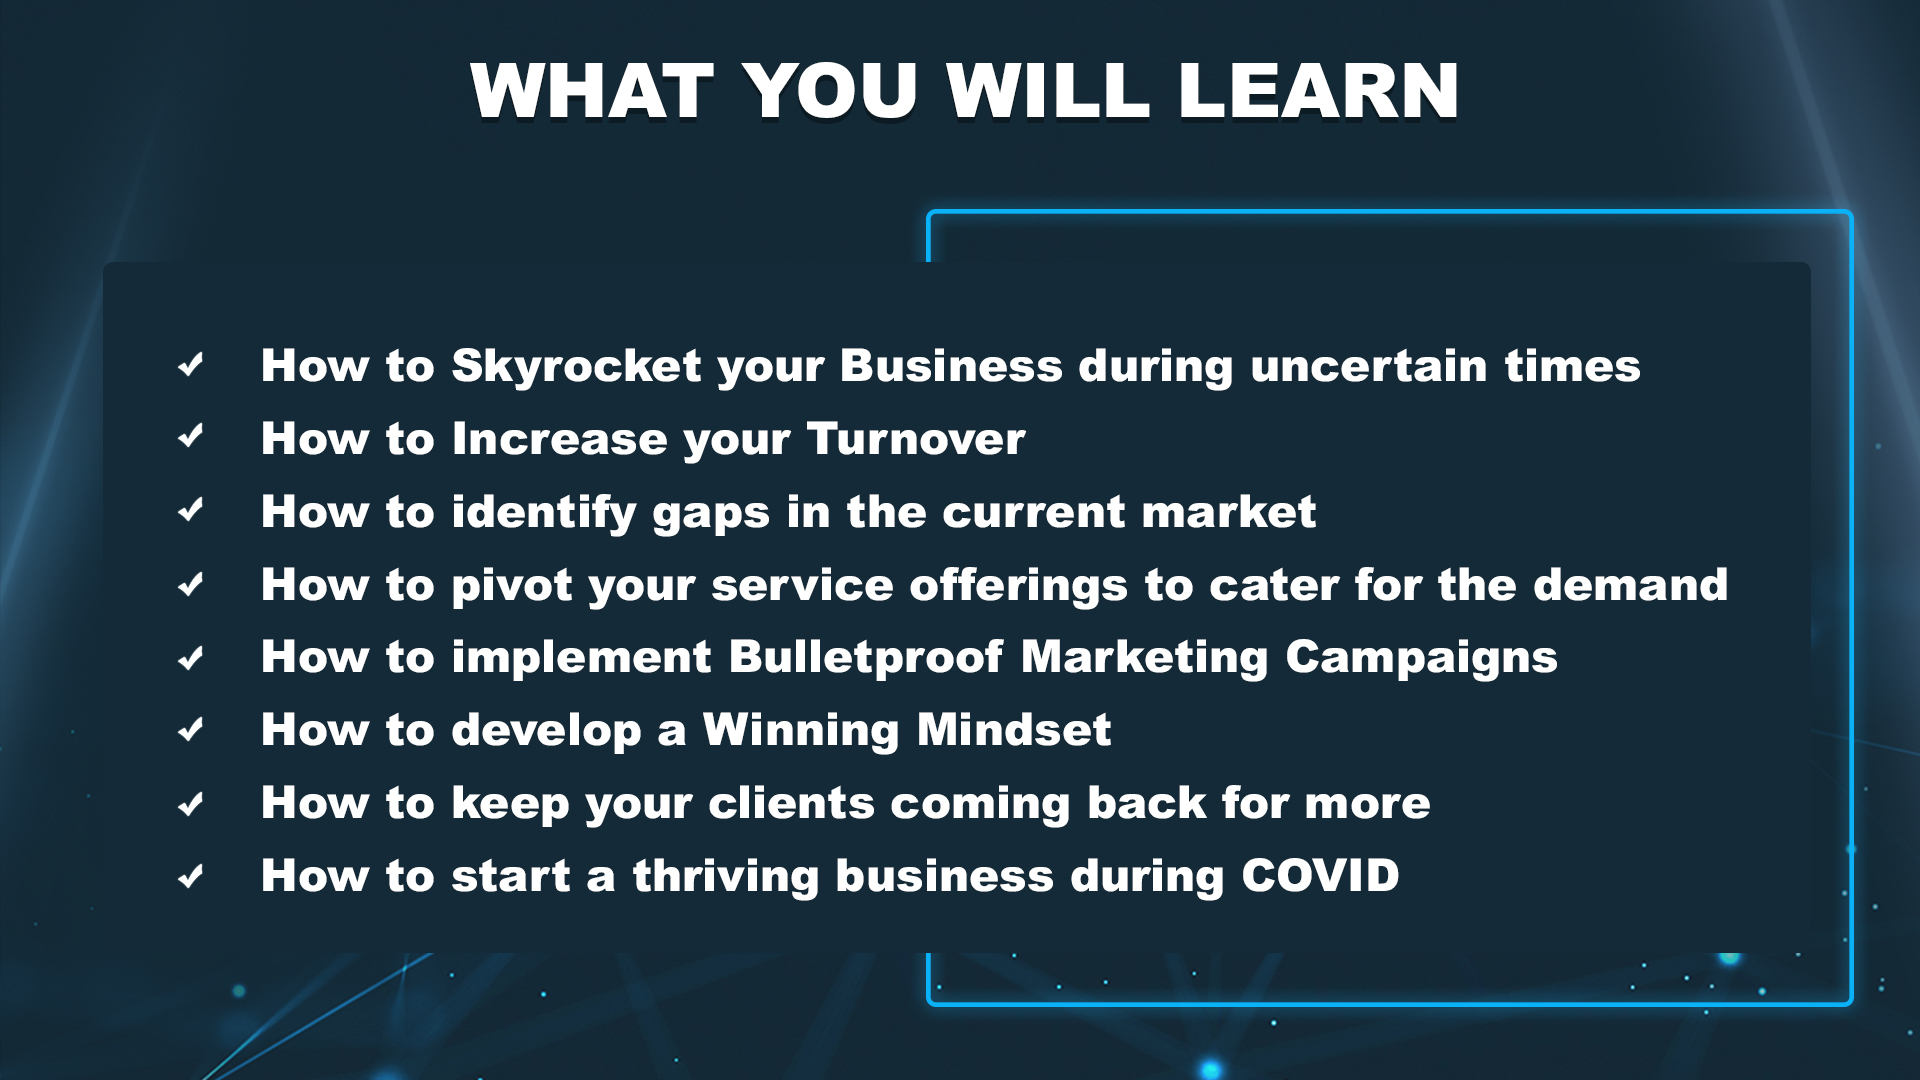 WHAT YOU WILL LEARN
✔ How to Skyrocket your Business during uncertain times
✔ How to Increase your Turnover
✔ How to identify gaps in the current market
✔ How to pivot your service offerings to cater for the demand
✔ How to implement Bulletproof Marketing Campaigns
✔ How to develop a Winning Mindset
✔ How to keep your clients coming back for more
✔ How to start a thriving business during COVID